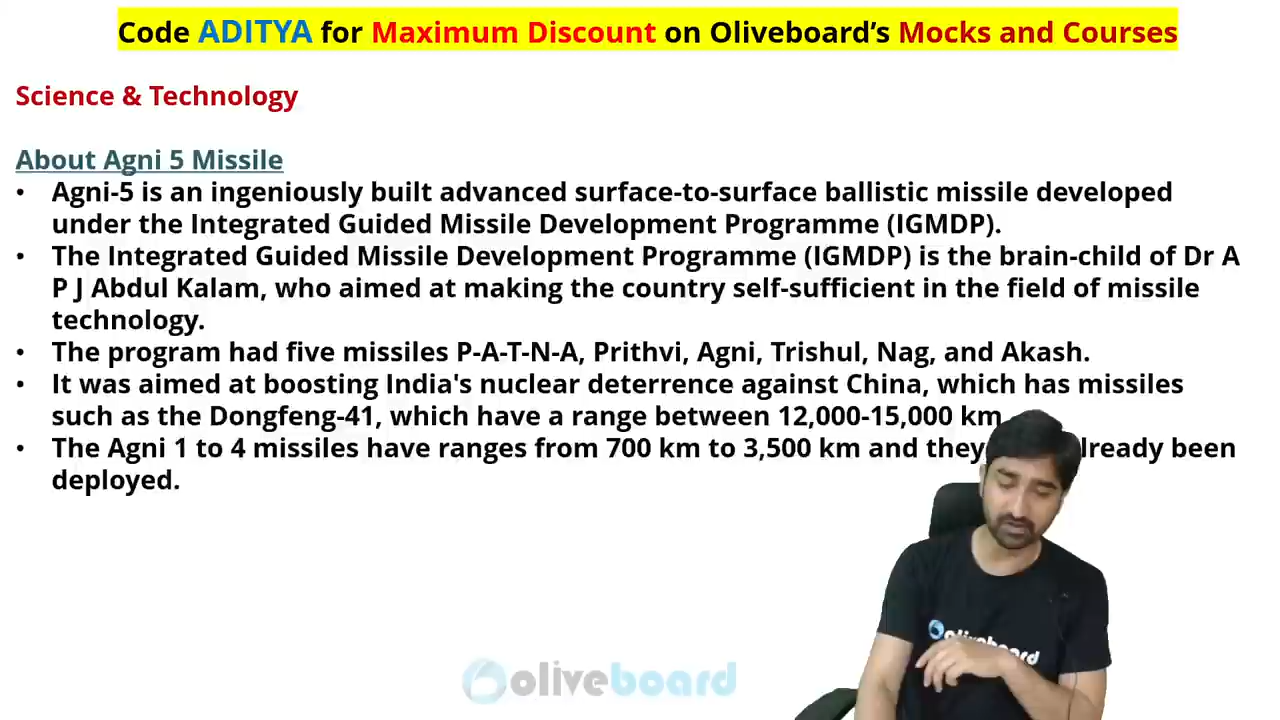 Code ADITYA for Maximum Discount on Oliveboard’s Mocks and Courses
Science & Technology
About Agni 5 Missile
• Agni-5 is an ingeniously built advanced surface-to-surface ballistic missile developed
under the Integrated Guided Missile Development Programme (IGMDP).
• The Integrated Guided Missile Development Programme (IGMDP) is the brain-child of Dr A
P J Abdul Kalam, who aimed at making the country self-sufficient in the field of missile
technology.
• The program had five missiles P-A-T-N-A, Prithvi, Agni, Trishul, Nag, and Akash.
• It was aimed at boosting India's nuclear deterrence against China, which has missiles
such as the Dongfeng-41, which have a range between 12,000-15,000 km
• The Agni 1 to 4 missiles have ranges from 700 km to 3,500 km and they already been
deployed.
oliveboard
oliveboard